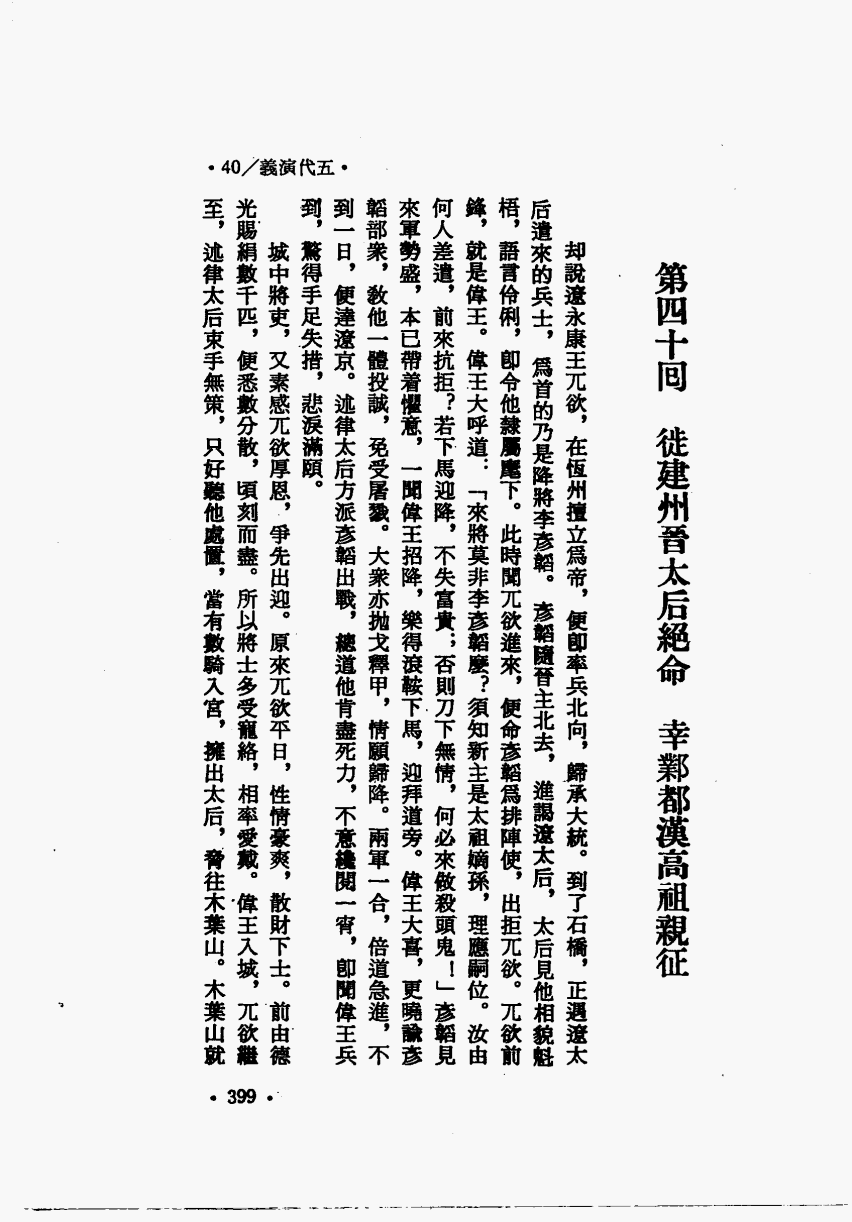 ·40／義演代五·
第四十回　徙建州晉太后絕命　幸鄴都漢高祖親征
却說遼永康王兀欲，在恆州擅立爲帝，便卽率兵北向，歸承大統。到了石橋，正遇遼太
后遣來的兵士，爲首的乃是降將李彥韜。彥韜隨晉主北去，進謁遼太后，太后見他相貌魁
梧，語言伶俐，卽令他隸屬麾下。此時聞兀欲進來，便命彥韜爲排陣使，出拒兀欲。兀欲前
鋒，就是偉王。偉王大呼道：「來將莫非李彥韜麼？須知新主是太祖嫡孫，理應嗣位。汝由
何人差遣，前來抗拒？若下馬迎降，不失富貴；否則刀下無情，何必來做殺頭鬼！」彥韜見
來軍勢盛，本已帶着懼意，一聞偉王招降，樂得滾鞍下馬，迎拜道旁。偉王大喜，更曉諭彥
韜部衆，敎他一體投誠，免受屠戮。大衆亦拋戈釋甲，情願歸降。兩軍一合，倍道急進，不
到一日，便達遼京。述律太后方派彥韜出戰，總道他肯盡死力，不意纔閱一宵，卽聞偉王兵
到，驚得手足失措，悲淚滿頤。
城中將吏，又素感兀欲厚恩，爭先出迎。原來兀欲平日，性情豪爽，散財下士。前由德
光賜絹數千匹，便悉數分散，頃刻而盡。所以將士多受寵絡，相率愛戴。偉王入城，兀欲繼
至，述律太后束手無策，只好聽他處置，當有數騎入宮，擁出太后，脅往木葉山。木葉山就
·399·